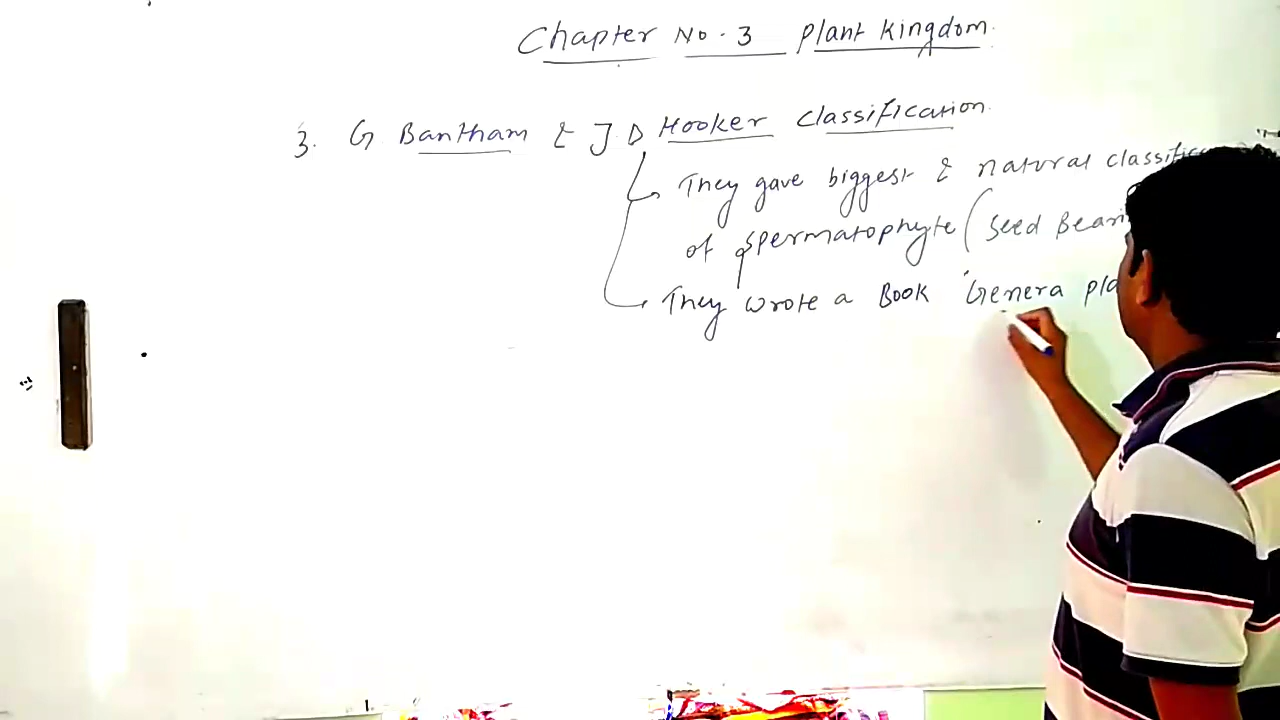 Chapter No. 3 Plant Kingdom.
3. G Bantham & J D Hooker Classification.
They gave biggest & natural classific
of spermatophyte (seed Beari
They wrote a Book "Genera pla